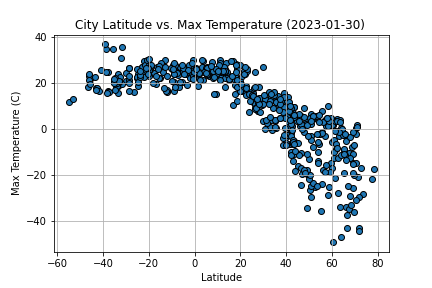 City Latitude vs. Max Temperature (2023-01-30)
40
20
0
−20
−40
Max Temperature (C)
−60 −40 −20 0 20 40 60 80
Latitude